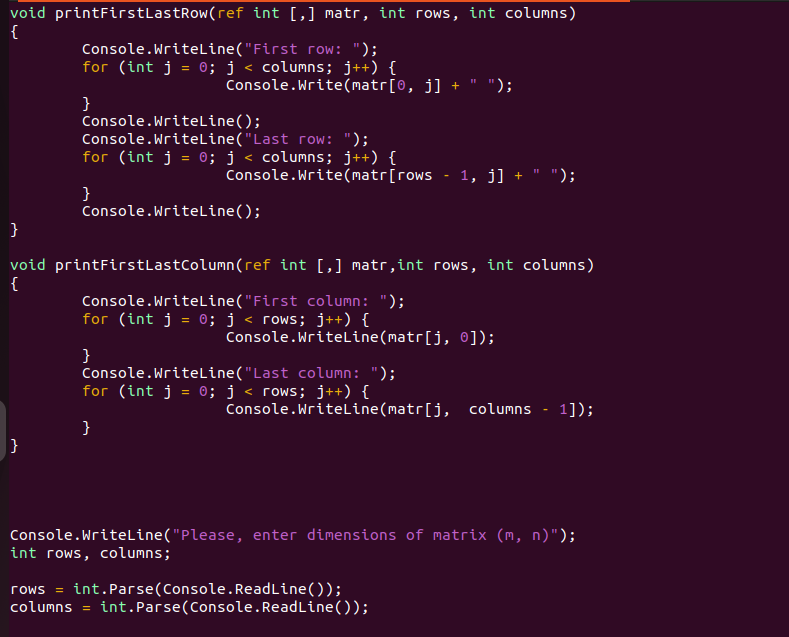 void printFirstLastRow(ref int [,] matr, int rows, int columns)
{
        Console.WriteLine("First row: ");
        for (int j = 0; j < columns; j++) {
                        Console.Write(matr[0, j] + " ");
        }
        Console.WriteLine();
        Console.WriteLine("Last row: ");
        for (int j = 0; j < columns; j++) {
                        Console.Write(matr[rows - 1, j] + " ");
        }
        Console.WriteLine();
}

void printFirstLastColumn(ref int [,] matr,int rows, int columns)
{
        Console.WriteLine("First column: ");
        for (int j = 0; j < rows; j++) {
                        Console.WriteLine(matr[j, 0]);
        }
        Console.WriteLine("Last column: ");
        for (int j = 0; j < rows; j++) {
                        Console.WriteLine(matr[j,  columns - 1]);
        }
}

Console.WriteLine("Please, enter dimensions of matrix (m, n)");
int rows, columns;

rows = int.Parse(Console.ReadLine());
columns = int.Parse(Console.ReadLine());